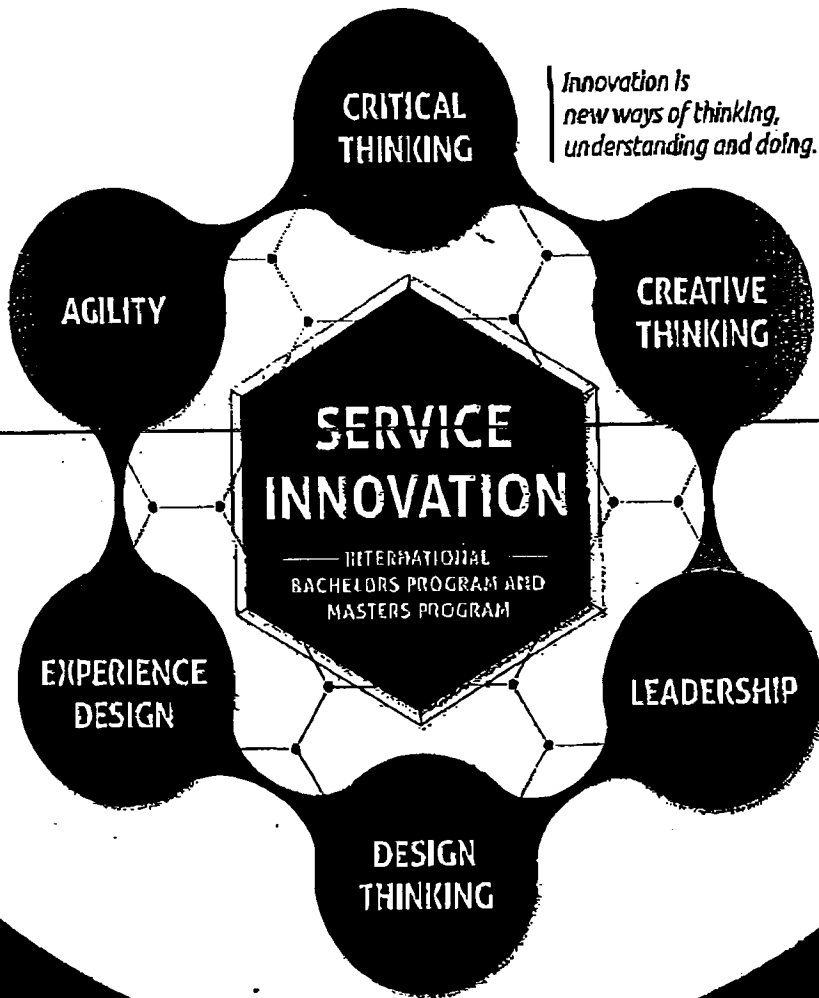 CRITICAL
THINKING
Innovation is
new ways of thinking,
understanding and doing.
AGILITY
CREATIVE
THINKING
SERVICE
INNOVATION
INTERNATIONAL
BACHELORS PROGRAM AND
MASTERS PROGRAM
EXPERIENCE
DESIGN
LEADERSHIP
DESIGN
THINKING